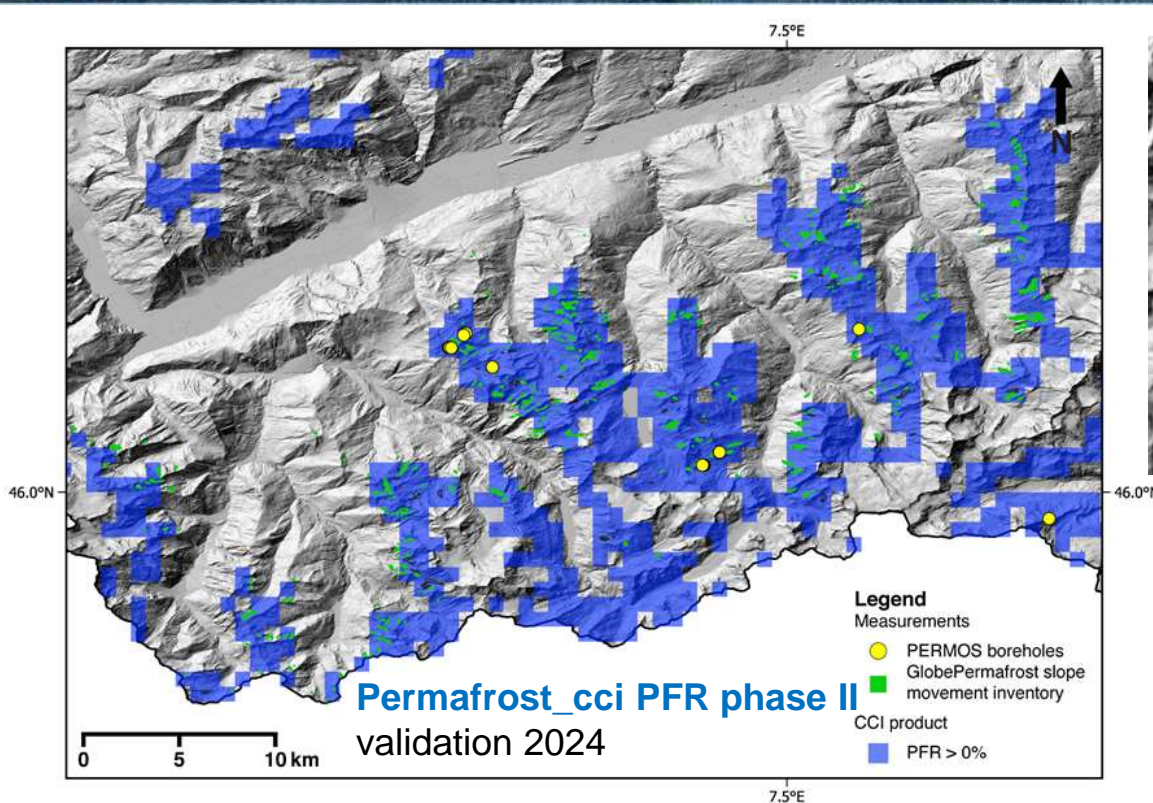 7.5°E
N
46.0°N
46.0°N
Legend
Measurements
PERMOS boreholes
GlobePermafrost slope
movement inventory
CCI product
PFR > 0%
Permafrost_cci PFR phase II
validation 2024
0 5 10 km
7.5°E